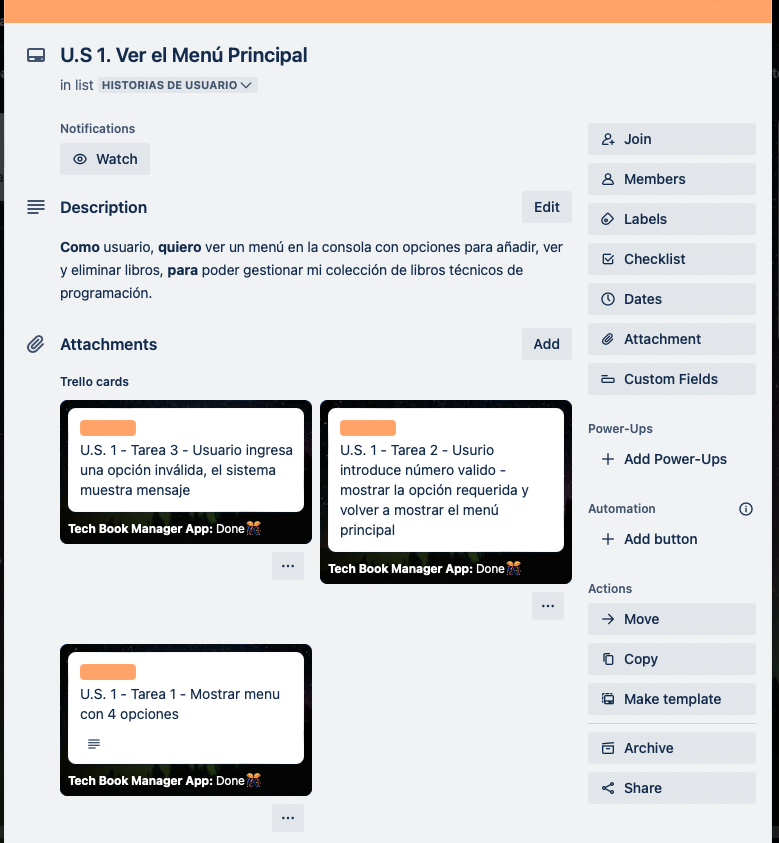 U.S 1. Ver el Menú Principal
in list HISTORIAS DE USUARIO
Notifications
Watch
Description
Edit
Como usuario, quiero ver un menú en la consola con opciones para añadir, ver
y eliminar libros, para poder gestionar mi colección de libros técnicos de
programación.
Attachments
Add
Trello cards
U.S. 1 - Tarea 3 - Usuario ingresa
una opción inválida, el sistema
muestra mensaje
Tech Book Manager App: Done
U.S. 1 - Tarea 2 - Usurio
introduce número valido -
mostrar la opción requerida y
volver a mostrar el menú
principal
Tech Book Manager App: Done
U.S. 1 - Tarea 1 - Mostrar menu
con 4 opciones
Tech Book Manager App: Done
Join
Members
Labels
Checklist
Dates
Attachment
Custom Fields
Power-Ups
Add Power-Ups
Automation
Add button
Actions
Move
Copy
Make template
Archive
Share